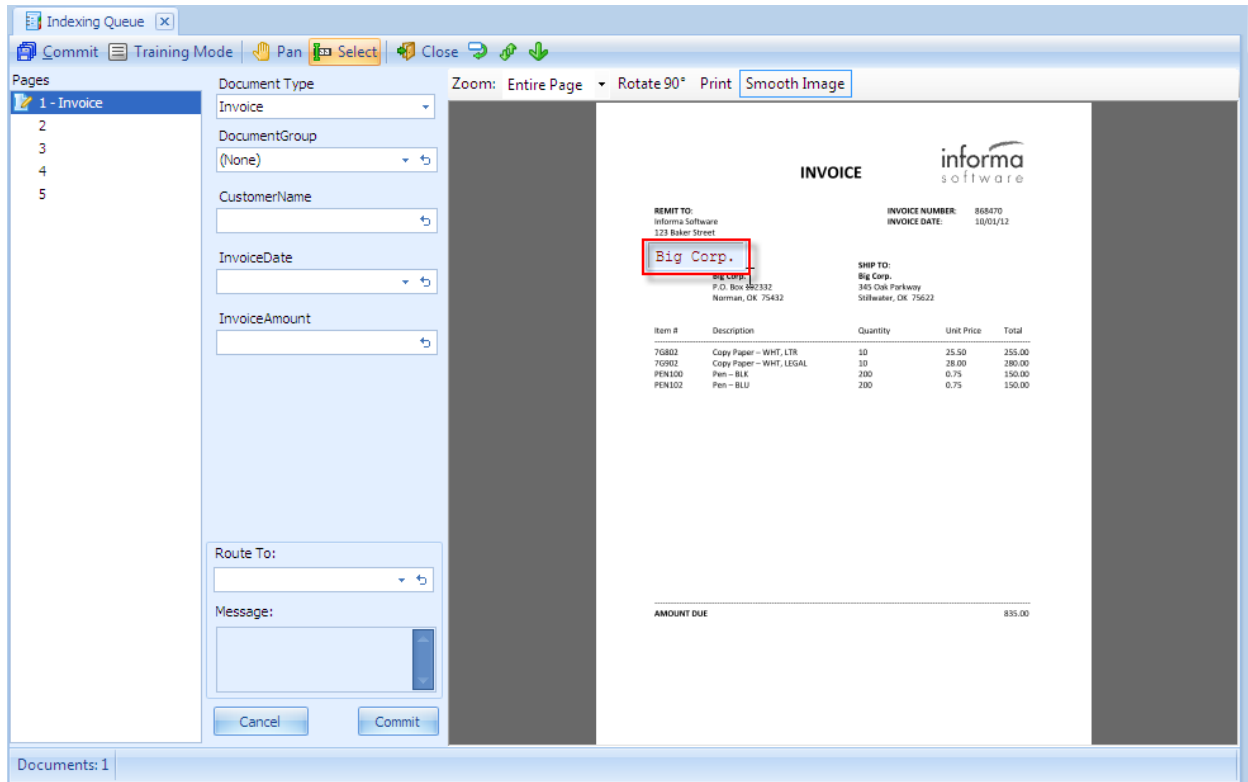 Indexing Queue
Commit Training Mode Pan Select Close
Pages
1 - Invoice
2
3
4
5
Document Type
Invoice
DocumentGroup
(None)
CustomerName
InvoiceDate
InvoiceAmount
Route To:
Message:
Cancel Commit
Zoom: Entire Page Rotate 90° Print Smooth Image
informa
software
INVOICE
REMIT TO:
Informa Software
123 Baker Street
INVOICE NUMBER: 868470
INVOICE DATE: 10/01/12
Big Corp.
Big Corp.
P.O. Box 332
Norman, OK 75432
SHIP TO:
Big Corp.
345 Oak Parkway
Stillwater, OK 75622
Item # Description Quantity Unit Price Total
7G802 Copy Paper – WHT, LTR 10 25.50 255.00
7G902 Copy Paper – WHT, LEGAL 10 28.00 280.00
PEN100 Pen – BLK 200 0.75 150.00
PEN102 Pen – BLU 200 0.75 150.00
AMOUNT DUE 835.00
Documents: 1